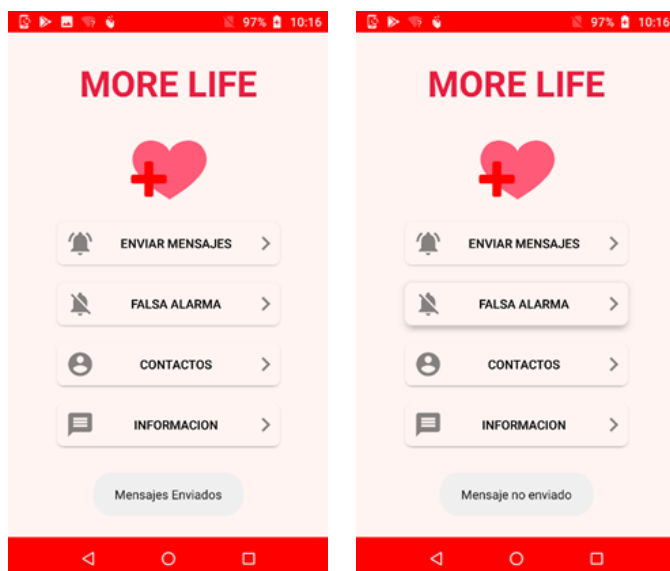 97% 10:16
MORE LIFE
ENVIAR MENSAJES
FALSA ALARMA
CONTACTOS
INFORMACION
Mensajes Enviados
97% 10:16
MORE LIFE
ENVIAR MENSAJES
FALSA ALARMA
CONTACTOS
INFORMACION
Mensaje no enviado